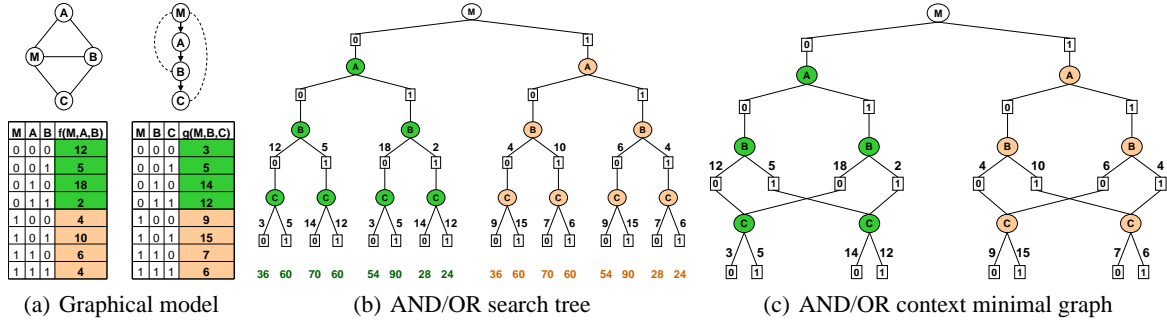 A
M
B
C
M
A
B
C
M A B f(M,A,B)
0 0 0 12
0 0 1 5
0 1 0 18
0 1 1 2
1 0 0 4
1 0 1 10
1 1 0 6
1 1 1 4
M B C g(M,B,C)
0 0 0 3
0 0 1 5
0 1 0 14
0 1 1 12
1 0 0 9
1 0 1 15
1 1 0 7
1 1 1 6
(a) Graphical model
M
0 1
A A
0 1 0 1
B B B B
12 5 18 2 4 10 6 4
0 1 0 1 0 1 0 1
C C C C C C C C
3 5 14 12 3 5 14 12 9 15 7 6 9 15 7 6
0 1 0 1 0 1 0 1 0 1 0 1 0 1 0 1
36 60 70 60 54 90 28 24 36 60 70 60 54 90 28 24
(b) AND/OR search tree
M
0 1
A A
0 1 0 1
B B B B
12 5 18 2 4 10 6 4
0 1 0 1 0 1 0 1
C C C C
3 5 14 12 9 15 7 6
0 1 0 1 0 1 0 1
(c) AND/OR context minimal graph